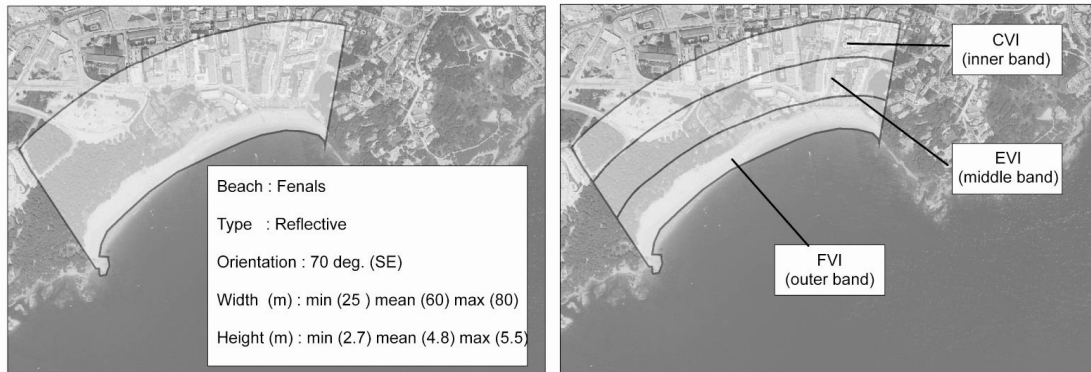 Beach : Fenals
Type : Reflective
Orientation : 70 deg. (SE)
Width (m) : min (25 ) mean (60) max (80)
Height (m) : min (2.7) mean (4.8) max (5.5)
CVI
(inner band)
EVI
(middle band)
FVI
(outer band)